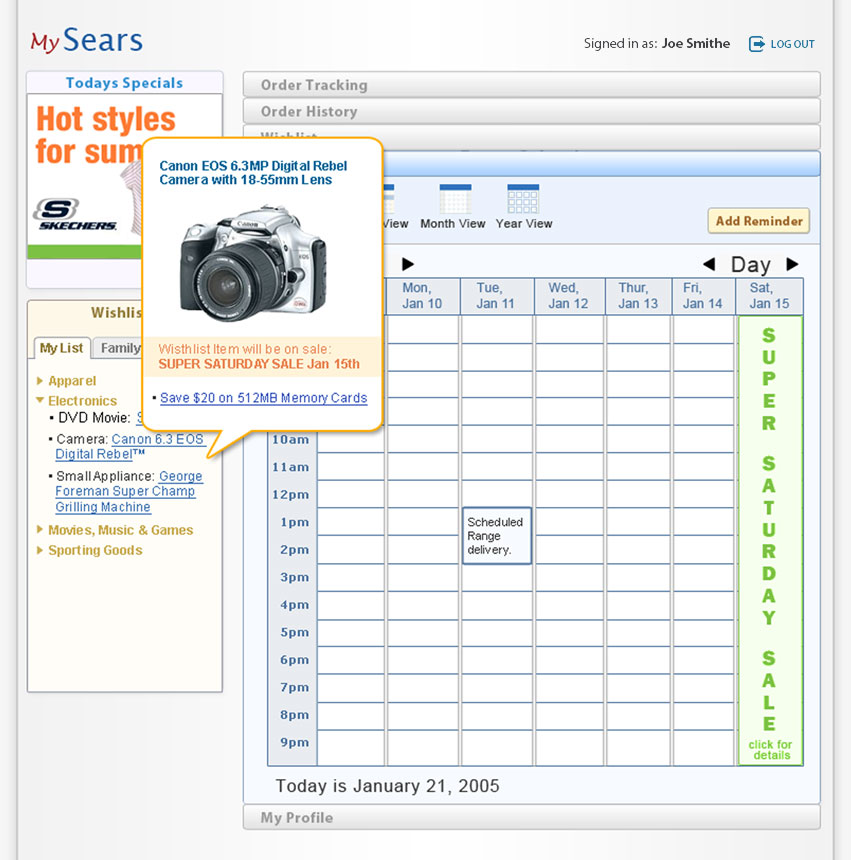 My Sears
Signed in as: Joe Smithe
LOG OUT
Todays Specials
Hot styles
for sum
S
SKECHERS.
Order Tracking
Order History
Wishlist
Canon EOS 6.3MP Digital Rebel
Camera with 18-55mm Lens
Canon
EOS
Wisthlist Item will be on sale:
SUPER SATURDAY SALE Jan 15th
▪ Save $20 on 512MB Memory Cards
View
Month View
Year View
Add Reminder
Day
Mon,
Jan 10
Tue,
Jan 11
Wed,
Jan 12
Thur,
Jan 13
Fri,
Jan 14
Sat,
Jan 15
Wishlis
My List
Family
Apparel
Electronics
▪ DVD Movie: S
▪ Camera: Canon 6.3 EOS
Digital Rebel™
▪ Small Appliance: George
Foreman Super Champ
Grilling Machine
Movies, Music & Games
Sporting Goods
10am
11am
12pm
1pm
2pm
3pm
4pm
5pm
6pm
7pm
8pm
9pm
Scheduled
Range
delivery.
SUPER SATURDAY SALE
click for
details
Today is January 21, 2005
My Profile